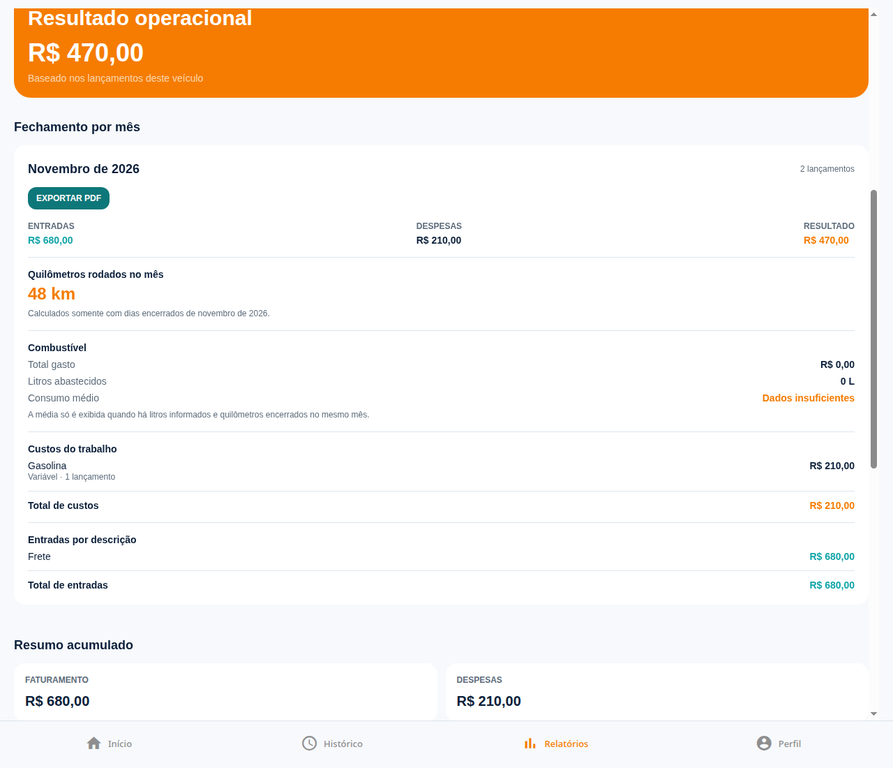 Resultado operacional
R$ 470,00
Baseado nos lançamentos deste veículo
Fechamento por mês
Novembro de 2026
2 lançamentos
EXPORTAR PDF
ENTRADAS
R$ 680,00
DESPESAS
R$ 210,00
RESULTADO
R$ 470,00
Quilômetros rodados no mês
48 km
Calculados somente com dias encerrados de novembro de 2026.
Combustível
Total gasto R$ 0,00
Litros abastecidos 0 L
Consumo médio Dados insuficientes
A média só é exibida quando há litros informados e quilômetros encerrados no mesmo mês.
Custos do trabalho
Gasolina R$ 210,00
Variável · 1 lançamento
Total de custos R$ 210,00
Entradas por descrição
Frete R$ 680,00
Total de entradas R$ 680,00
Resumo acumulado
FATURAMENTO
R$ 680,00
DESPESAS
R$ 210,00
Início Histórico Relatórios Perfil